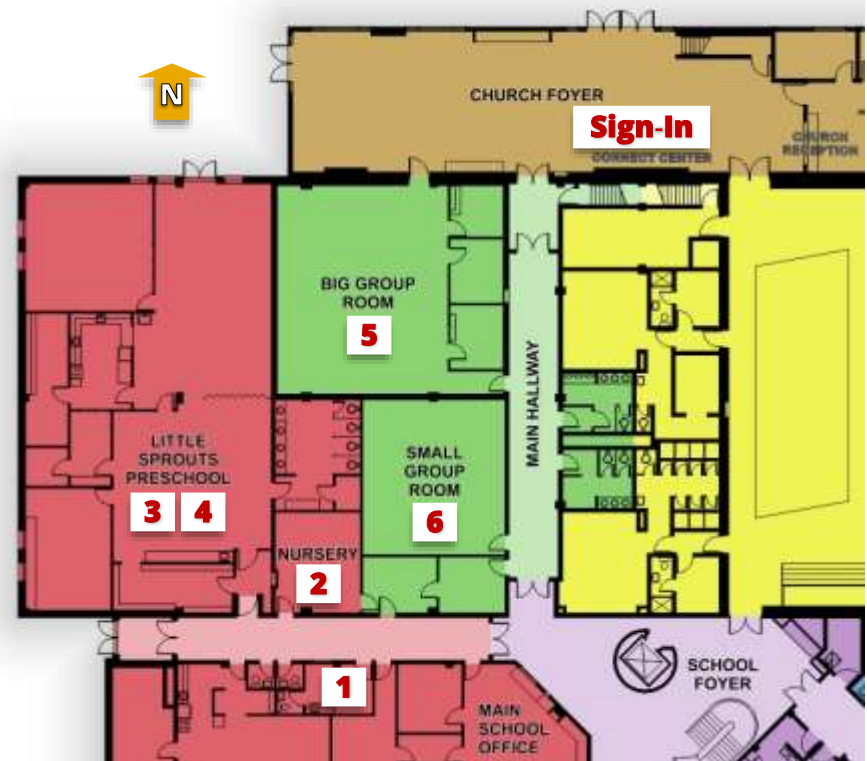 N
CHURCH FOYER
Sign-In
CONNECT CENTER
CHURCH
RECEPTION
BIG GROUP
ROOM
5
MAIN HALLWAY
LITTLE
SPROUTS
PRESCHOOL
3 4
SMALL
GROUP
ROOM
6
NURSERY
2
1
SCHOOL
FOYER
MAIN
SCHOOL
OFFICE